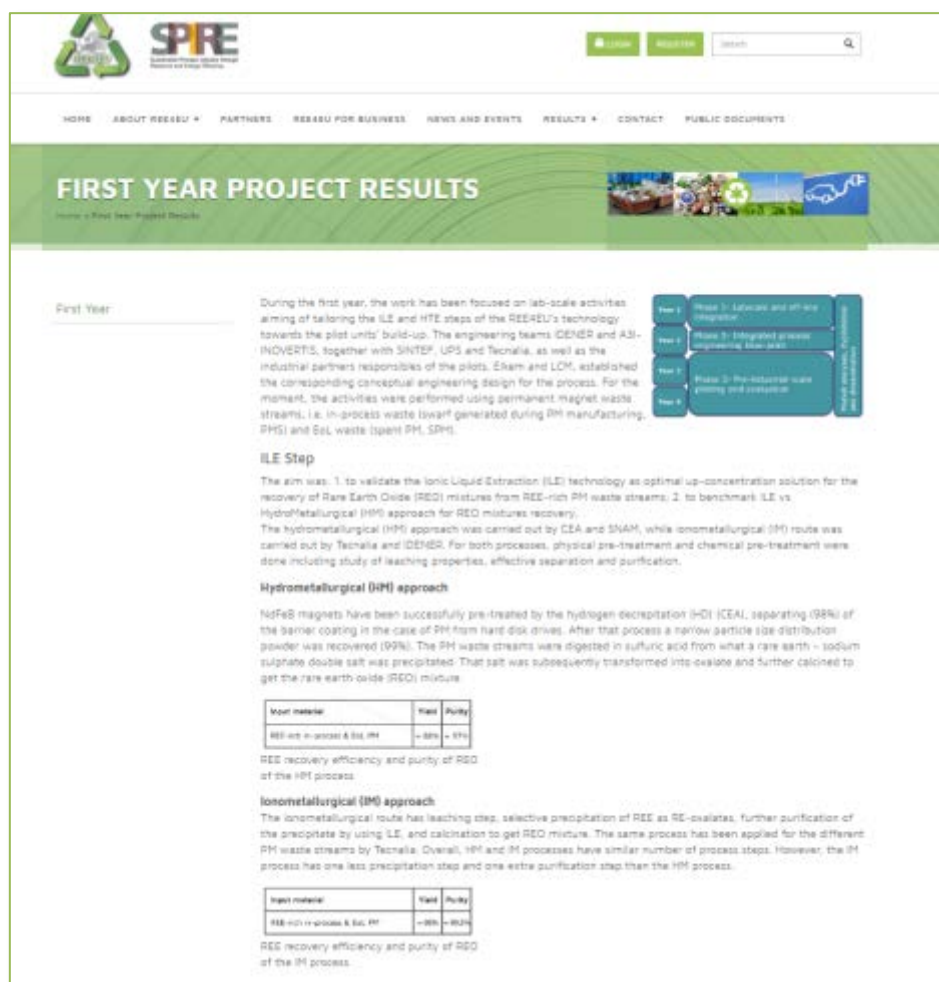 SPIRE
LOGIN
REGISTER
Search
HOME
ABOUT REE4EU
PARTNERS
REE4EU FOR BUSINESS
NEWS AND EVENTS
RESULTS
CONTACT
PUBLIC DOCUMENTS
FIRST YEAR PROJECT RESULTS
Home » First Year Project Results
First Year
During the first year, the work has been focused on lab-scale activities
aiming of tailoring the ILE and HTE steps of the REE4EU's technology
towards the pilot units' build-up. The engineering teams IDENER and A3i-
INOVERTIS, together with SINTEF, UPS and Tecnalia, as well as the
industrial partners responsibles of the pilots, Elkem and LCM, established
the corresponding conceptual engineering design for the process. For the
moment, the activities were performed using permanent magnet waste
streams, i.e. in-process waste (swarf generated during PM manufacturing,
PMS) and EoL waste (spent PM, SPM).
Year 2
Year 3
Year 4
ILE Step
The aim was: 1. to validate the Ionic Liquid Extraction (ILE) technology as optimal up-concentration solution for the
recovery of Rare Earth Oxide (REO) mixtures from REE-rich PM waste streams; 2. to benchmark ILE vs
HydroMetallurgical (HM) approach for REO mixtures recovery.
The hydrometallurgical (HM) approach was carried out by CEA and SNAM, while ionometallurgical (IM) route was
carried out by Tecnalia and IDENER. For both processes, physical pre-treatment and chemical pre-treatment were
done including study of leaching properties, effective separation and purification.
Hydrometallurgical (HM) approach
NdFeB magnets have been successfully pre-treated by the hydrogen decrepitation (HD) (CEA), separating (98%) of
the barrier coating in the case of PM from hard disk drives. After that process a narrow particle size distribution
powder was recovered (99%). The PM waste streams were digested in sulfuric acid from what a rare earth – sodium
sulphate double salt was precipitated. That salt was subsequently transformed into oxalate and further calcined to
get the rare earth oxide (REO) mixture
Input material Yield Purity
REE-rich in-process & EoL PM
REE recovery efficiency and purity of REO
of the HM process
Ionometallurgical (IM) approach
The ionometallurgical route has leaching step, selective precipitation of REE as RE-oxalates, further purification of
the precipitate by using ILE, and calcination to get REO mixture. The same process has been applied for the different
PM waste streams by Tecnalia. Overall, HM and IM processes have similar number of process steps. However, the IM
process has one less precipitation step and one extra purification step than the HM process.
Input material Yield Purity
REE-rich in-process & EoL PM
REE recovery efficiency and purity of REO
of the IM process